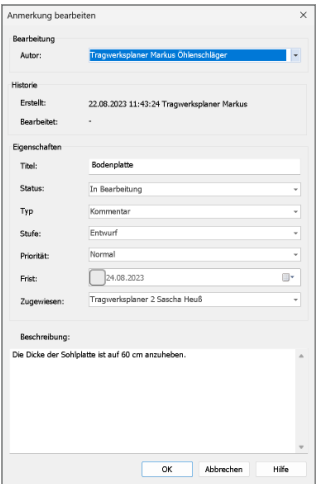 Anmerkung bearbeiten
Bearbeitung
Autor: Tragwerksplaner Markus Öhlenschläger
Historie
Erstellt: 22.08.2023 11:43:24 Tragwerksplaner Markus
Bearbeitet: -
Eigenschaften
Titel: Bodenplatte
Status: In Bearbeitung
Typ Kommentar
Stufe: Entwurf
Priorität: Normal
Frist: 24.08.2023
Zugewiesen: Tragwerksplaner 2 Sascha Heuß
Beschreibung:
Die Dicke der Sohlplatte ist auf 60 cm anzuheben.
OK Abbrechen Hilfe